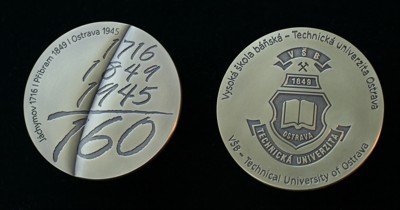 Jáchymov 1716 | Příbram 1849 | Ostrava 1945
1716
1849
1945
160
Vysoká škola báňská - Technická univerzita Ostrava
VŠB
1849
OSTRAVA
TECHNICKÁ UNIVERZITA
VŠB - Technical University of Ostrava